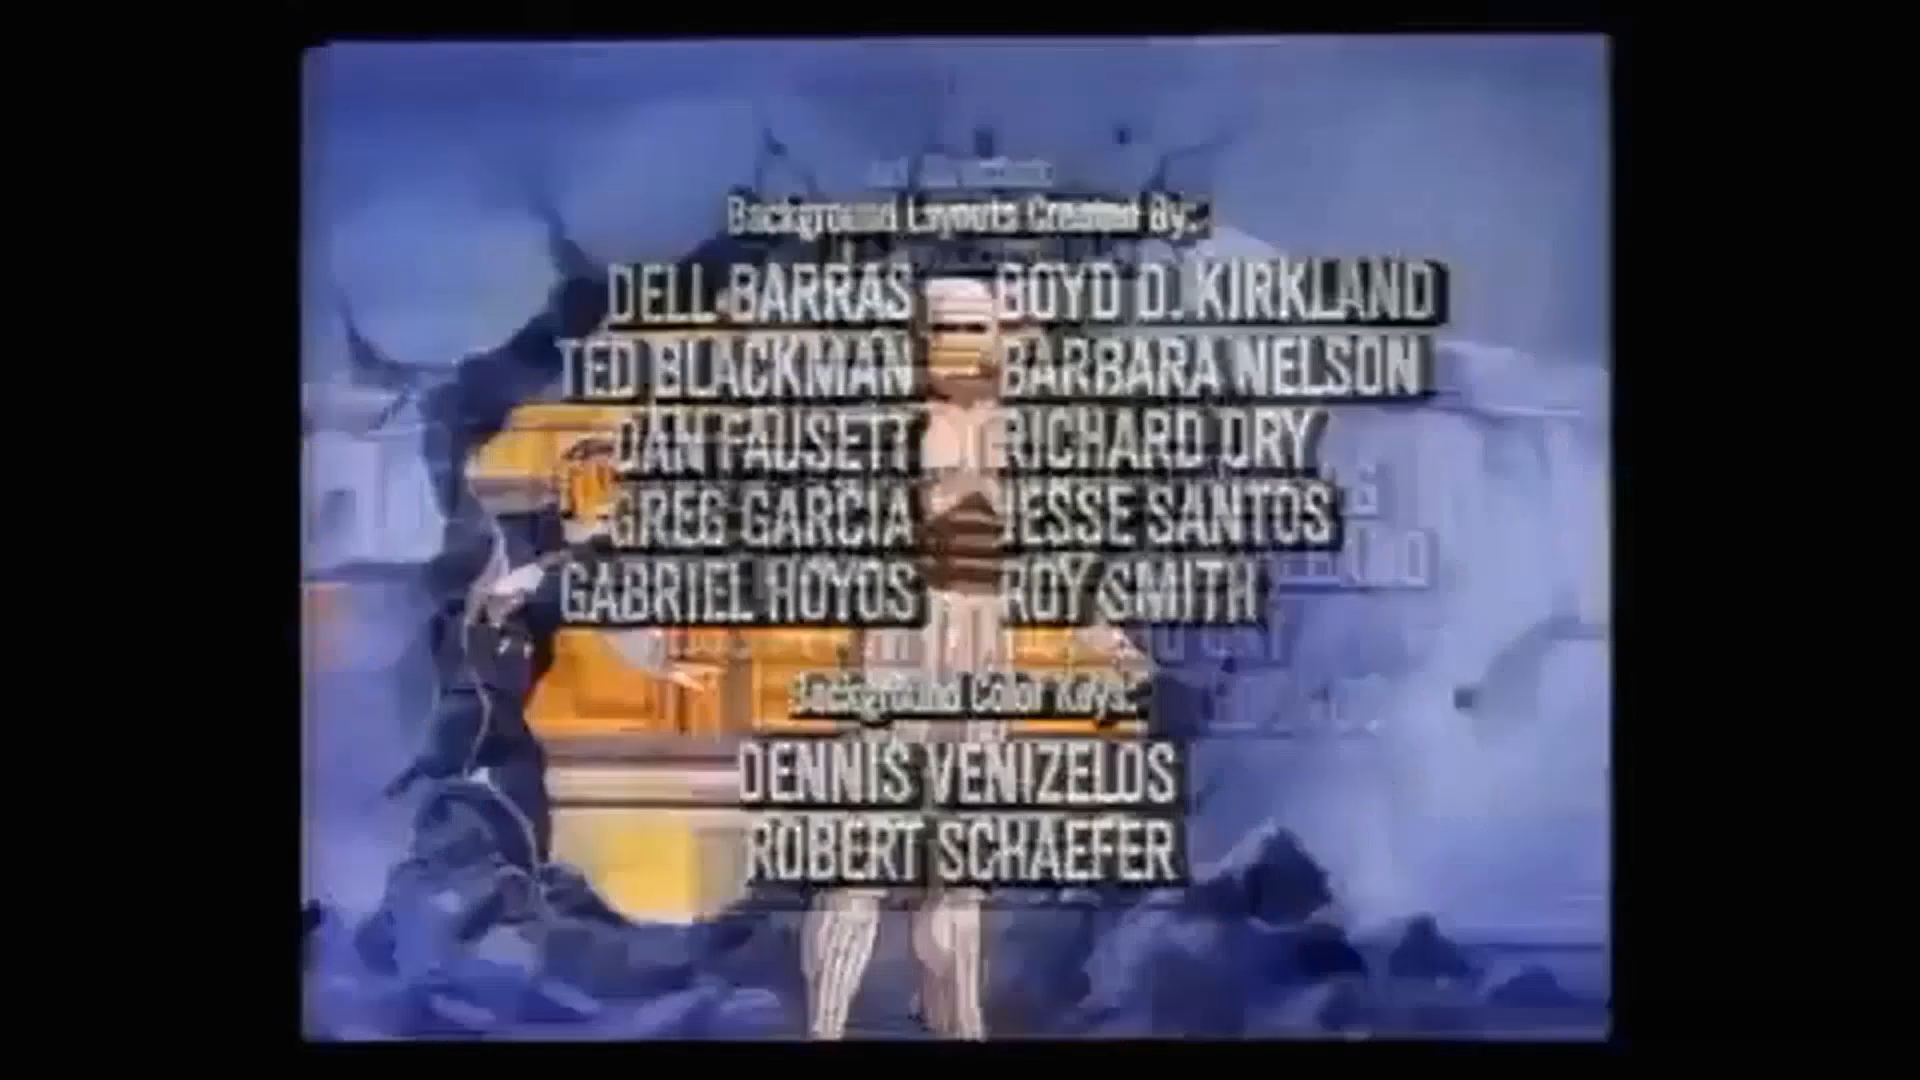 Background Layouts Created By:
DELL BARRAS BOYD D. KIRKLAND
TED BLACKMAN BARBARA NELSON
DAN FAUSETT RICHARD ORY
GREG GARCIA JESSE SANTOS
GABRIEL HOYOS ROY SMITH
Background Color Keys:
DENNIS VENIZELOS
ROBERT SCHAEFER